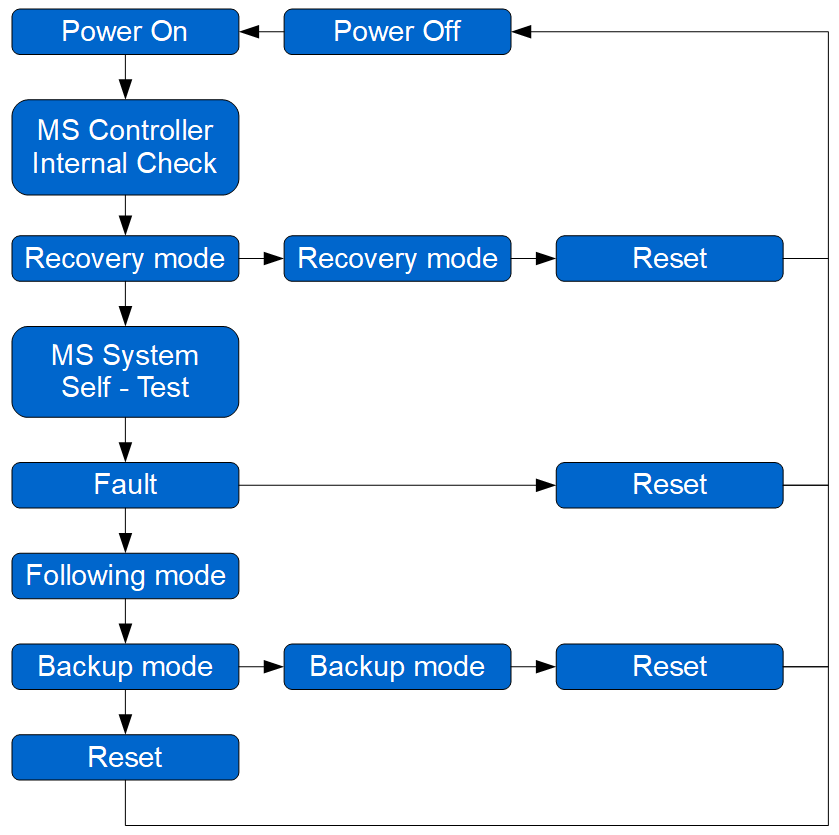 Power On
Power Off
MS Controller
Internal Check
Recovery mode
Recovery mode
Reset
MS System
Self - Test
Fault
Reset
Following mode
Backup mode
Backup mode
Reset
Reset